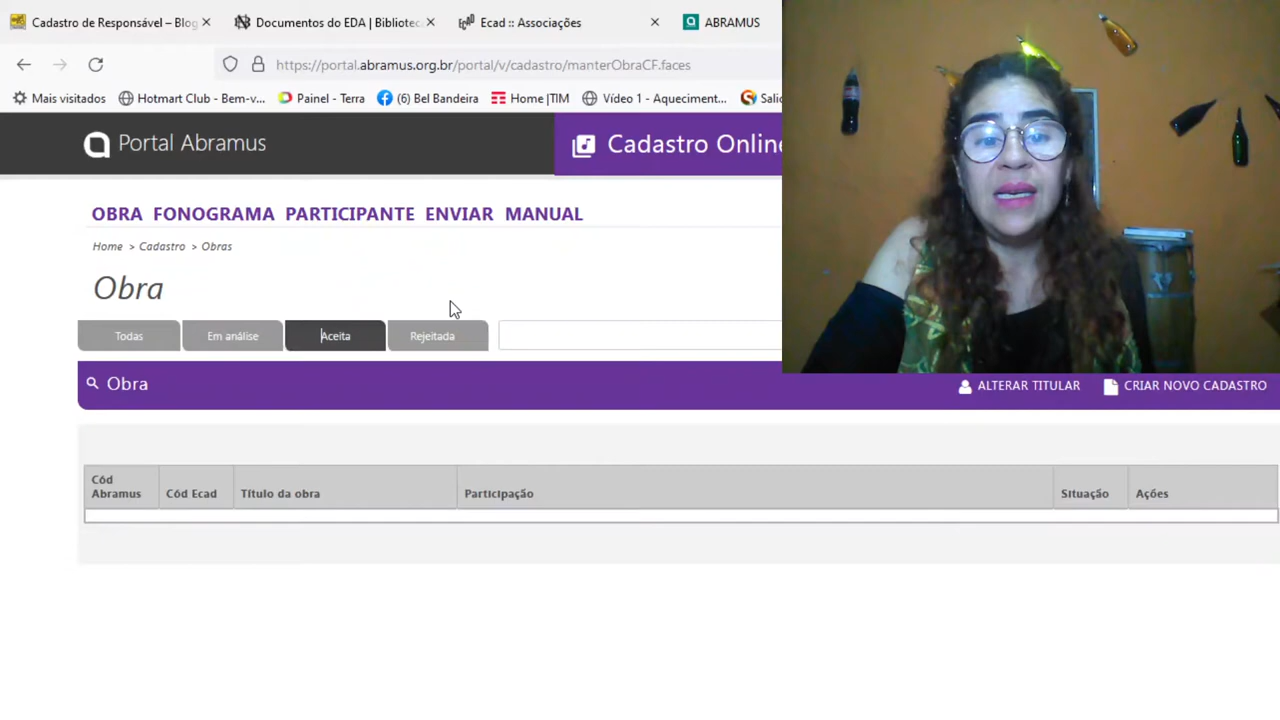 Cadastro de Responsável – Blog
Documentos do EDA | Bibliotec
Ecad :: Associações
ABRAMUS
https://portal.abramus.org.br/portal/v/cadastro/manterObraCF.faces
Mais visitados
Hotmart Club - Bem-v...
Painel - Terra
(6) Bel Bandeira
Home |TIM
Vídeo 1 - Aqueciment...
Salic
Portal Abramus
Cadastro Online
OBRA FONOGRAMA PARTICIPANTE ENVIAR MANUAL
Home > Cadastro > Obras
Obra
Todas
Em análise
Aceita
Rejeitada
Obra
ALTERAR TITULAR
CRIAR NOVO CADASTRO
Cód Abramus
Cód Ecad
Título da obra
Participação
Situação
Ações